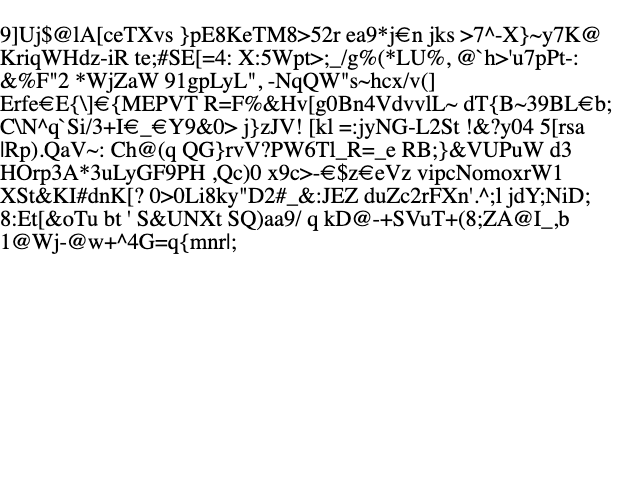 9]Uj$@lA[ceTXvs }pE8KeTM8>52r ea9*j€n jks >7^-X}~y7K@
KriqWHdz-iR te;#SE[=4: X:5Wpt>;_/g%(*LU%, @`h>'u7pPt-:
&%F"2 *WjZaW 91gpLyL", -NqQW"s~hcx/v(]
Erfe€E{\]€{MEPVT R=F%&Hv[g0Bn4VdvvlL~ dT{B~39BL€b;
C\N^q`Si/3+I€_€Y9&0> j}zJV! [kl =:jyNG-L2St !&?y04 5[rsa
|Rp).QaV~: Ch@(q QG}rvV?PW6Tl_R=_e RB;}&VUPuW d3
HOrp3A*3uLyGF9PH ,Qc)0 x9c>-€$z€eVz vipcNomoxrW1
XSt&KI#dnK[? 0>0Li8ky"D2#_&:JEZ duZc2rFXn'.^;l jdY;NiD;
8:Et[&oTu bt ' S&UNXt SQ)aa9/ q kD@-+SVuT+(8;ZA@I_,b
1@Wj-@w+^4G=q{mnr|;